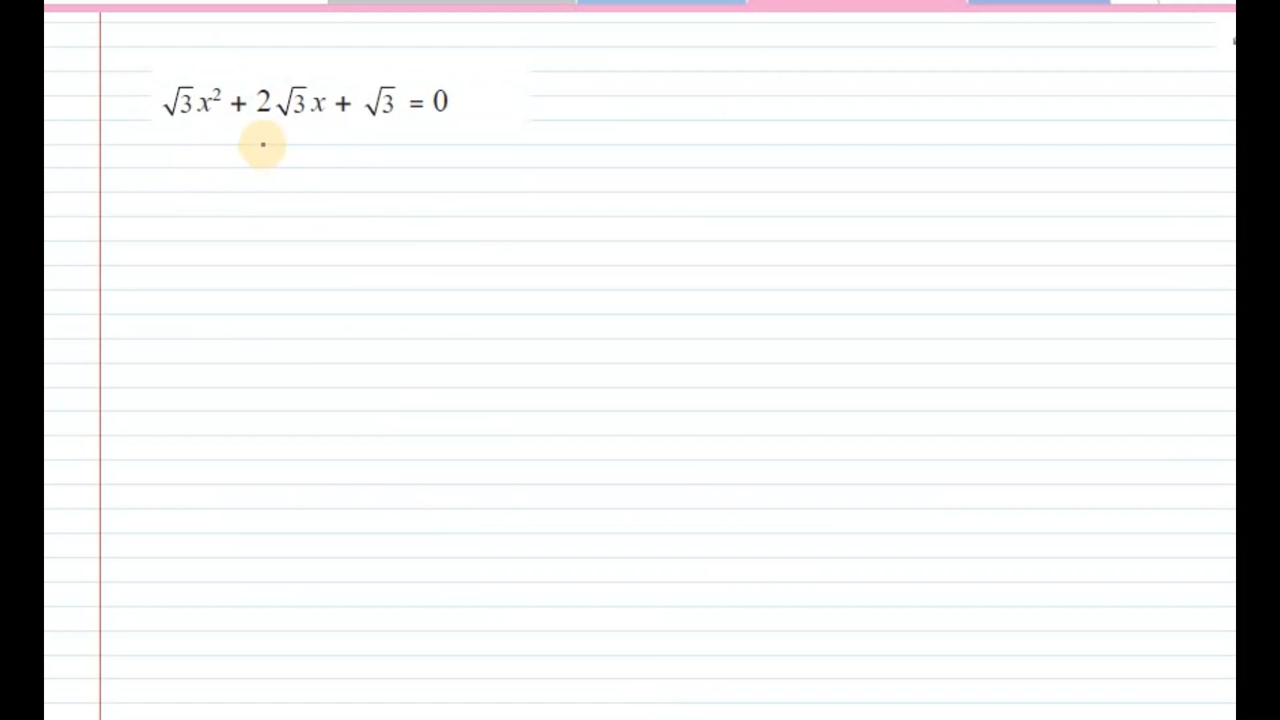 √3x² + 2√3x + √3 = 0